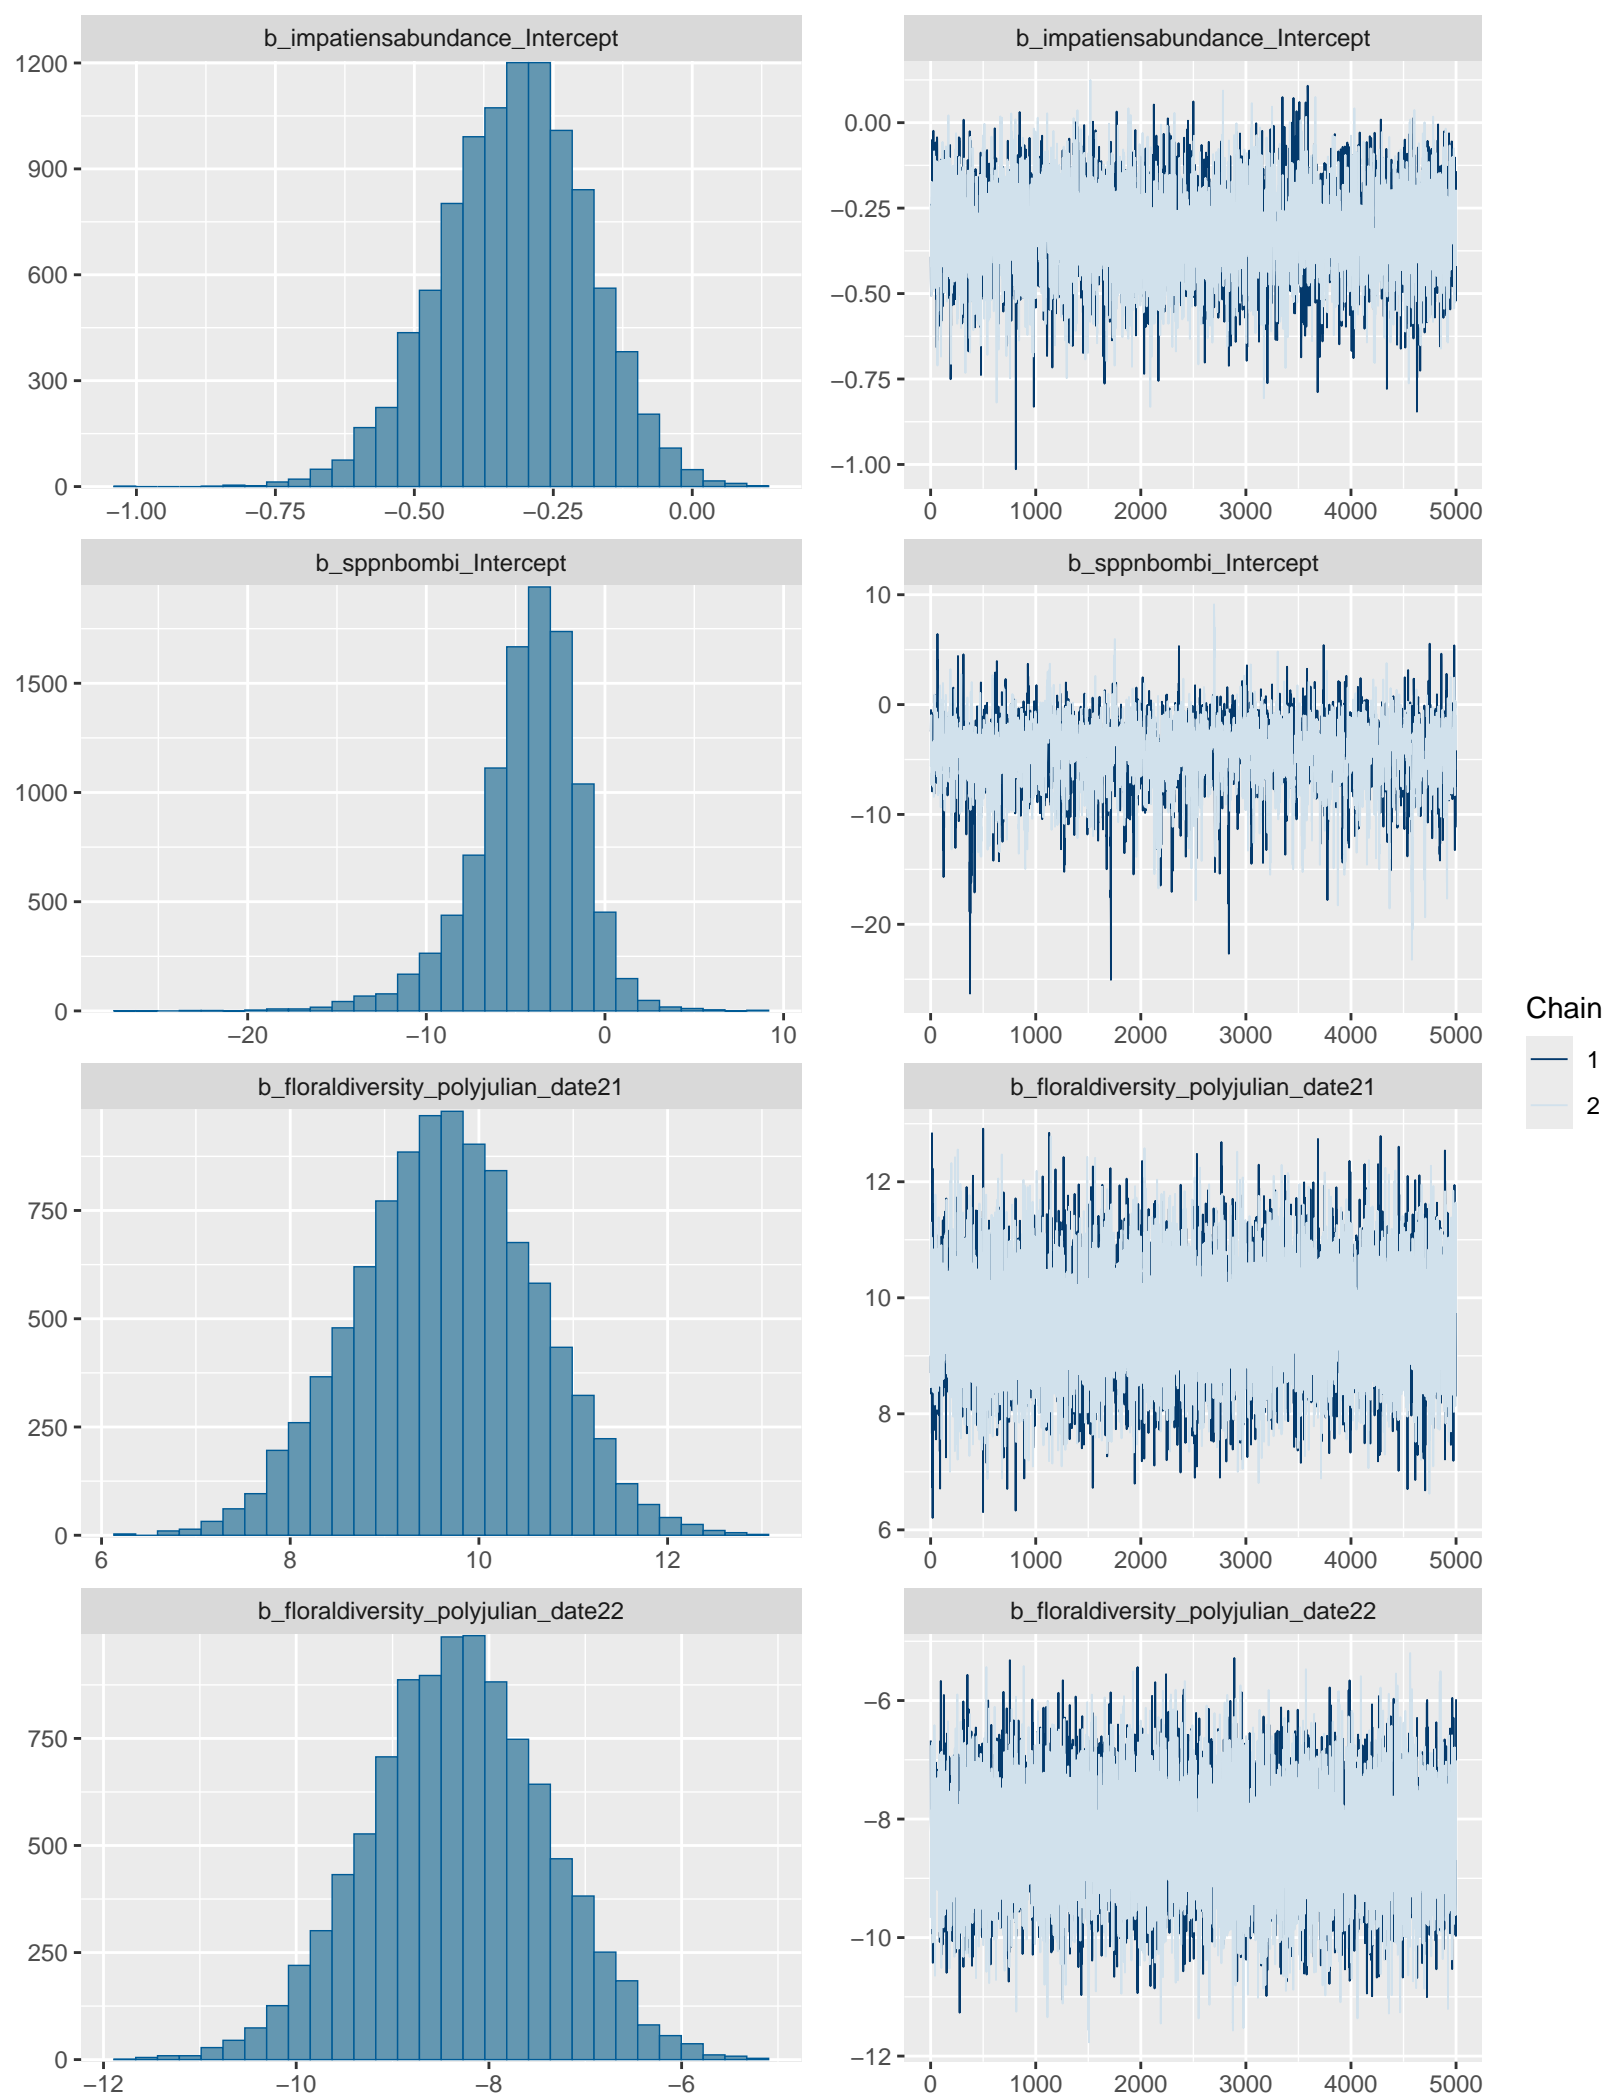 b_impatiensabundance_Intercept
1200
900
600
300
0
−1.00 −0.75 −0.50 −0.25 0.00
b_impatiensabundance_Intercept
0.00
−0.25
−0.50
−0.75
−1.00
0 1000 2000 3000 4000 5000
b_sppnbombi_Intercept
1500
1000
500
0
−20 −10 0 10
b_sppnbombi_Intercept
10
0
−10
−20
0 1000 2000 3000 4000 5000
b_floraldiversity_polyjulian_date21
750
500
250
0
6 8 10 12
b_floraldiversity_polyjulian_date21
12
10
8
6
0 1000 2000 3000 4000 5000
b_floraldiversity_polyjulian_date22
750
500
250
0
−12 −10 −8 −6
b_floraldiversity_polyjulian_date22
−6
−8
−10
−12
0 1000 2000 3000 4000 5000
Chain
1
2